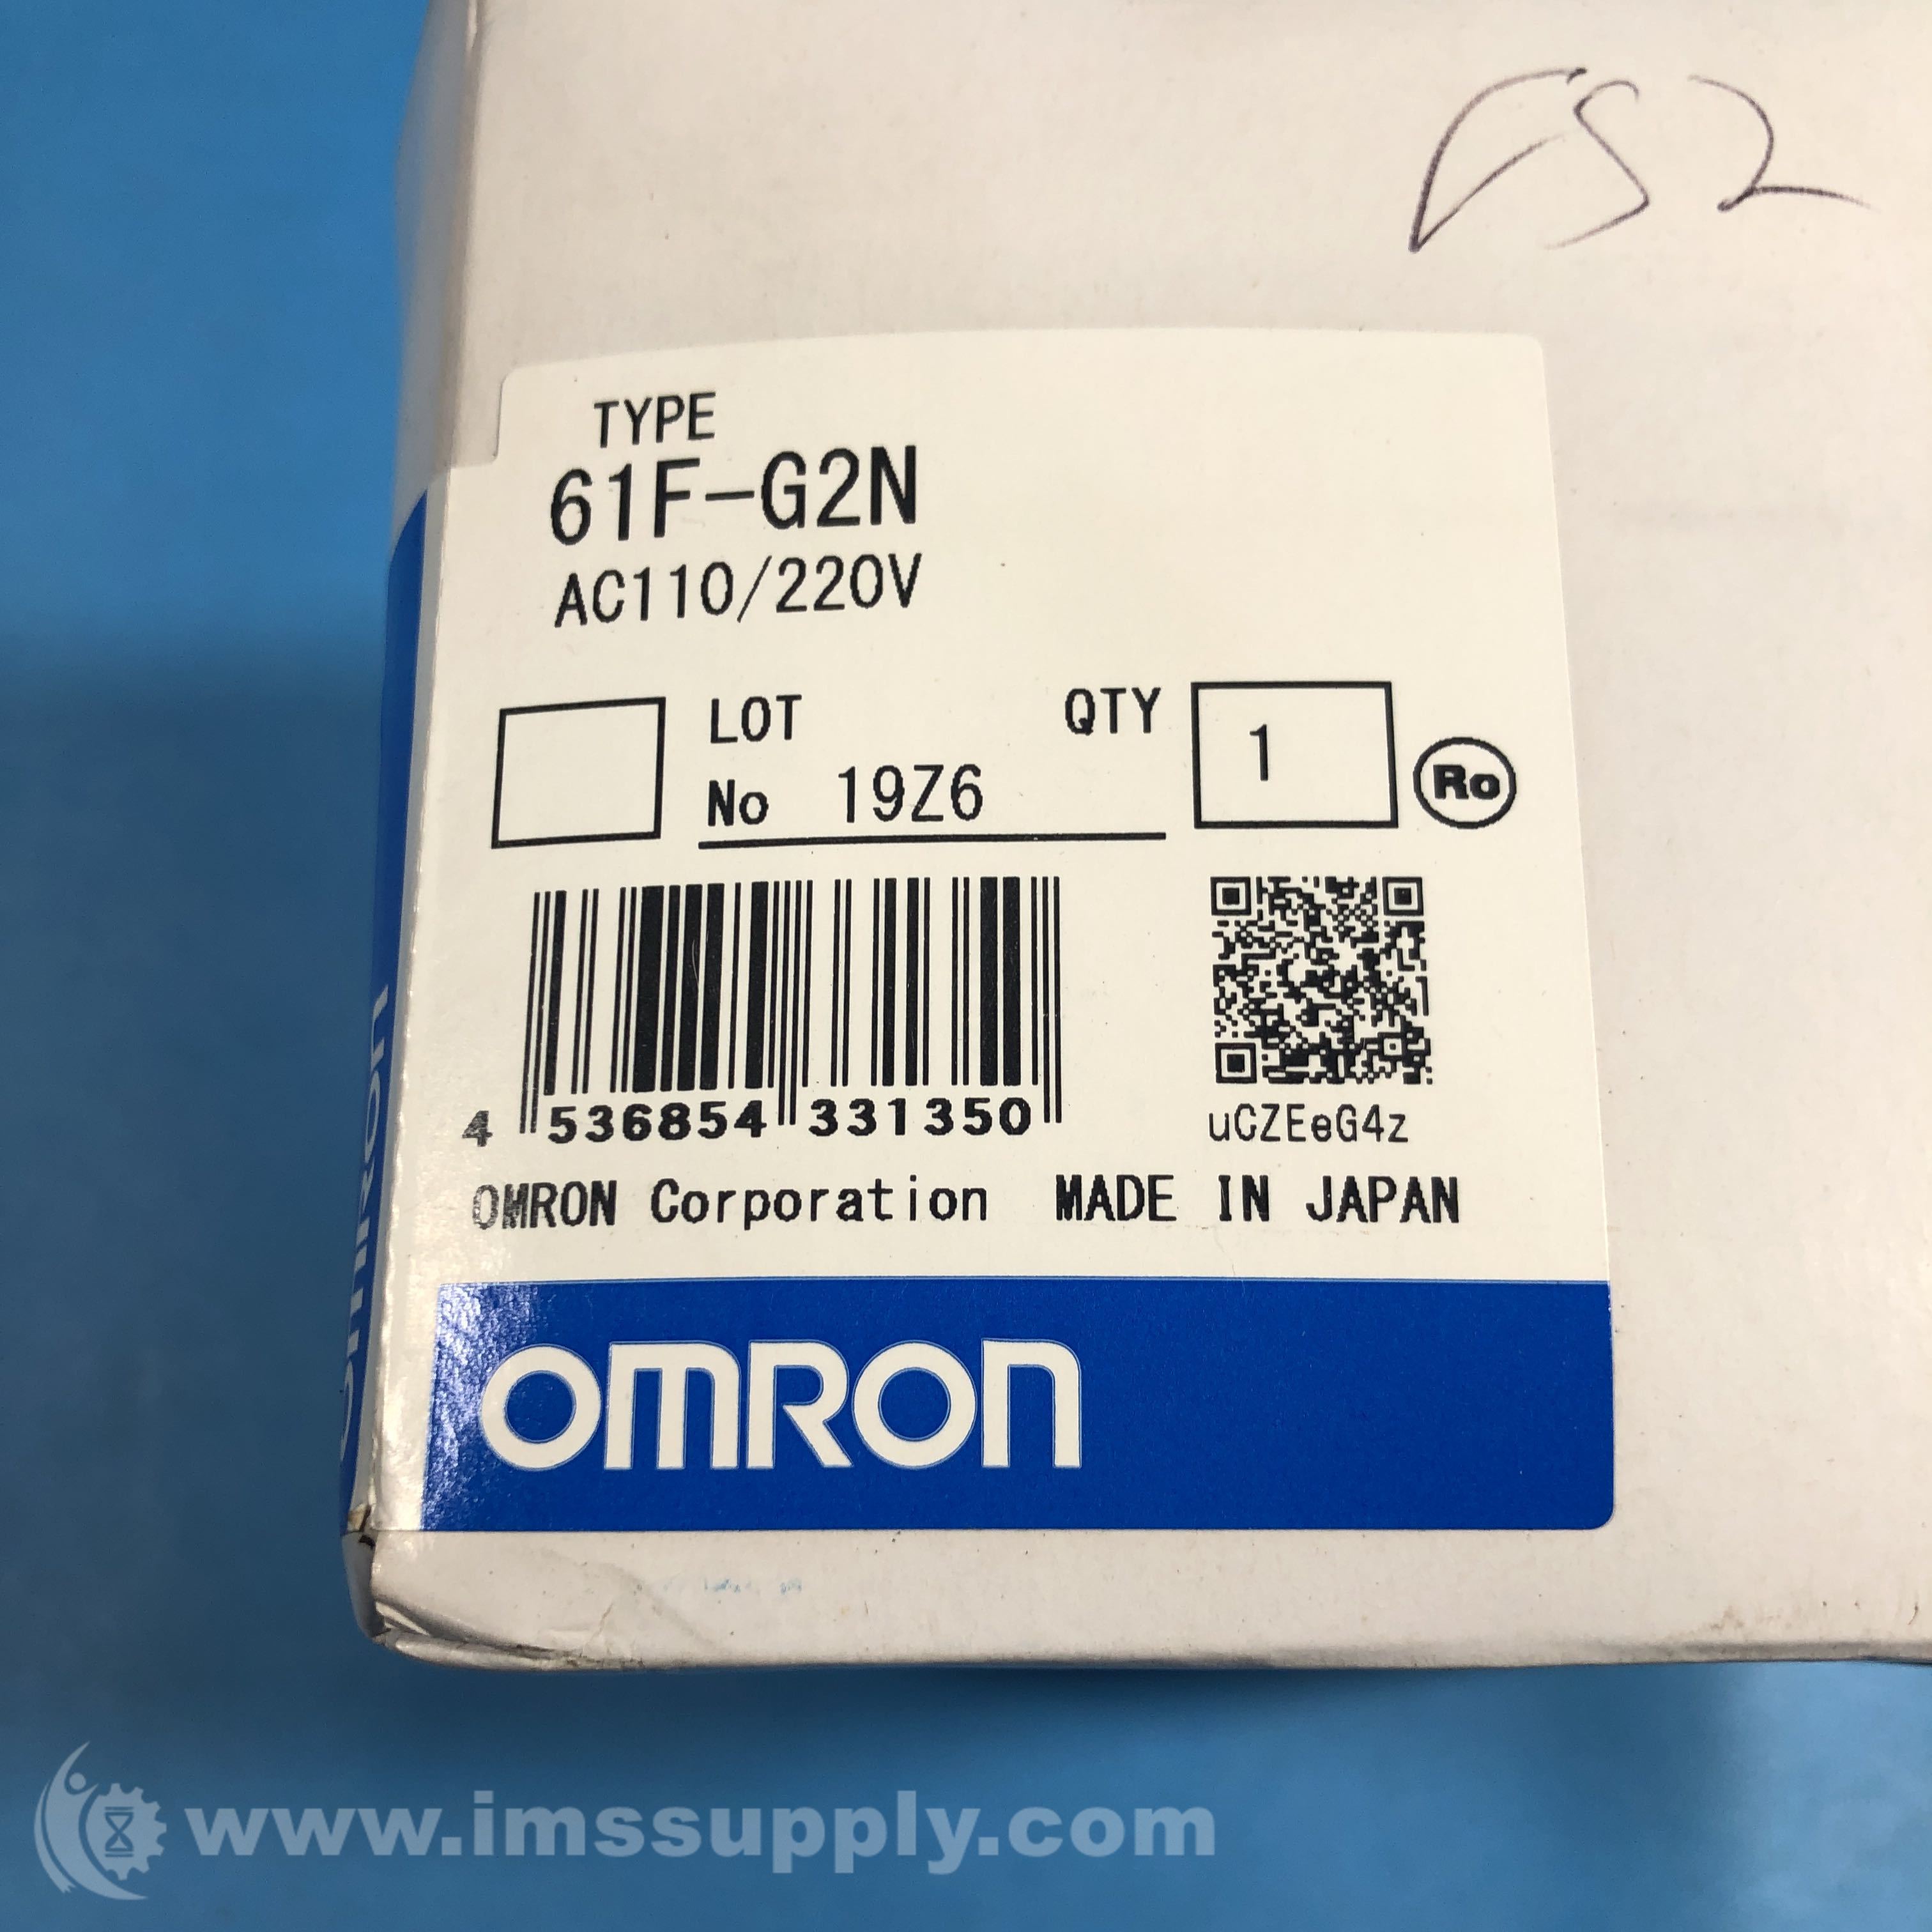 TYPE
61F-G2N
AC110/220V
LOT
No 19Z6
QTY 1
Ro
4 536854 331350
uCZEeG4z
OMRON Corporation MADE IN JAPAN
OMRON
OMRON
www.imssupply.com